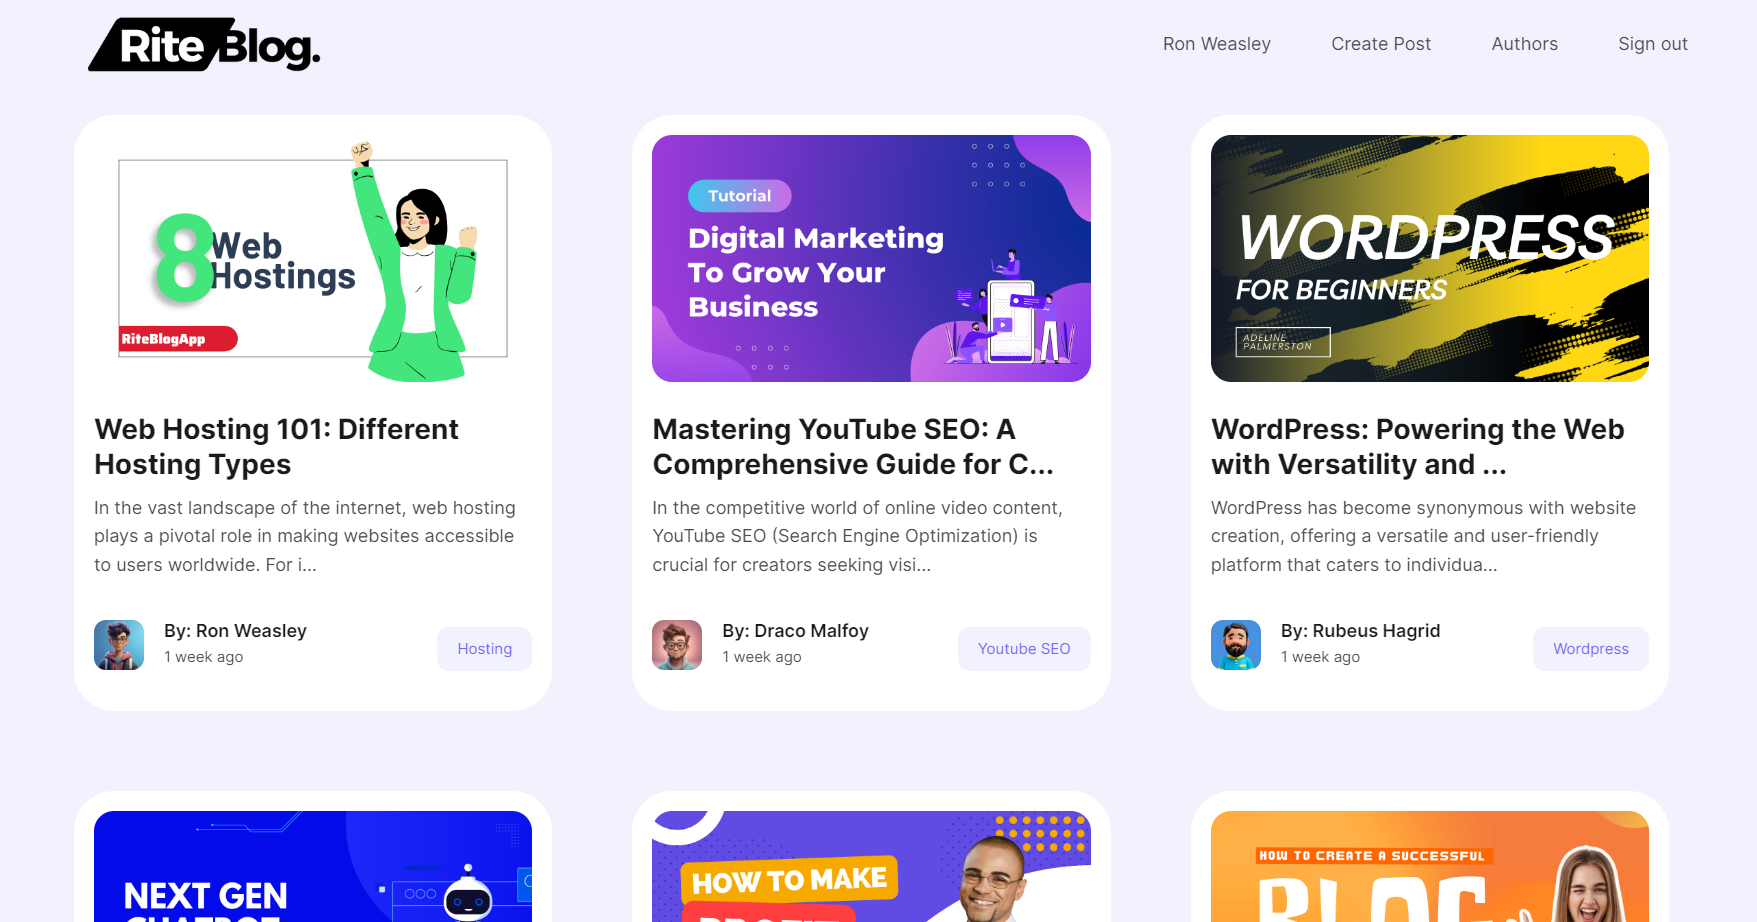 Rite Blog.
Ron Weasley
Create Post
Authors
Sign out
8 Web
Hostings
RiteBlogApp
Web Hosting 101: Different
Hosting Types
In the vast landscape of the internet, web hosting
plays a pivotal role in making websites accessible
to users worldwide. For i...
By: Ron Weasley
1 week ago
Hosting
Tutorial
Digital Marketing
To Grow Your
Business
Mastering YouTube SEO: A
Comprehensive Guide for C...
In the competitive world of online video content,
YouTube SEO (Search Engine Optimization) is
crucial for creators seeking visi...
By: Draco Malfoy
1 week ago
Youtube SEO
WORDPRESS
FOR BEGINNERS
ADELINE
PALMERSTON
WordPress: Powering the Web
with Versatility and ...
WordPress has become synonymous with website
creation, offering a versatile and user-friendly
platform that caters to individua...
By: Rubeus Hagrid
1 week ago
Wordpress
NEXT GEN
CHATBOT
HOW TO MAKE
PROFIT
HOW TO CREATE A SUCCESSFUL
BLOG